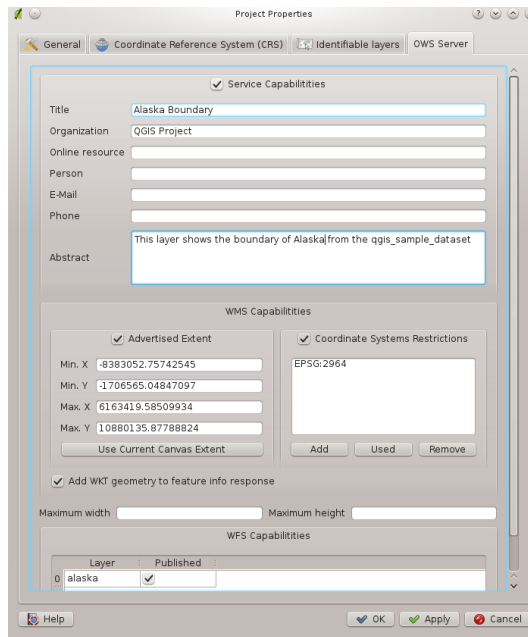 Project Properties
General
Coordinate Reference System (CRS)
Identifiable layers
OWS Server
Service Capabilitities
Title Alaska Boundary
Organization QGIS Project
Online resource
Person
E-Mail
Phone
Abstract This layer shows the boundary of Alaska from the qgis_sample_dataset
WMS Capabilitities
Advertised Extent
Min. X -8383052.75742545
Min. Y -1706565.04847097
Max. X 6163419.58509934
Max. Y 10880135.87788824
Use Current Canvas Extent
Coordinate Systems Restrictions
EPSG:2964
Add Used Remove
Add WKT geometry to feature info response
Maximum width Maximum height
WFS Capabilitities
Layer Published
0 alaska
Help OK Apply Cancel